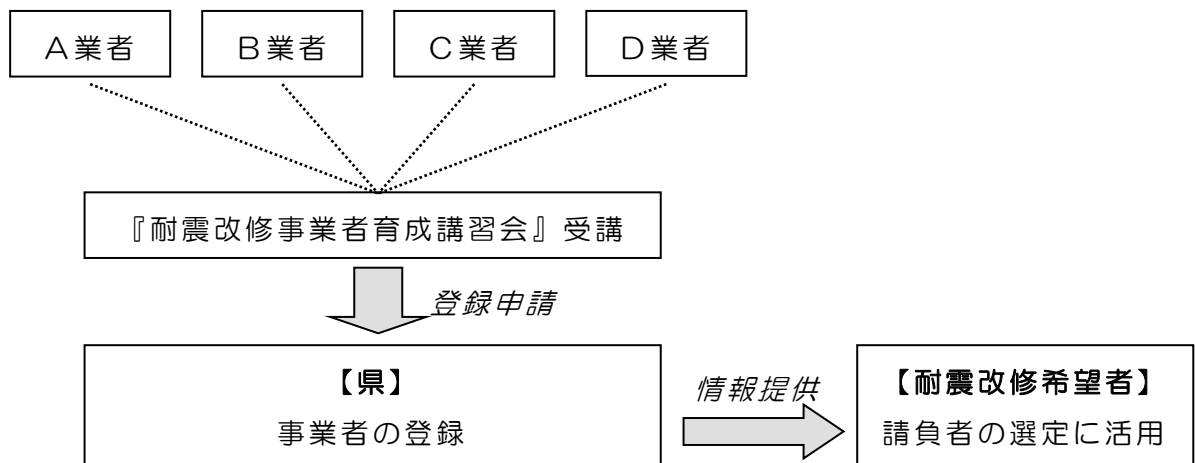 A業者
B業者
C業者
D業者
『耐震改修事業者育成講習会』受講
登録申請
【県】
事業者の登録
情報提供
【耐震改修希望者】
請負者の選定に活用